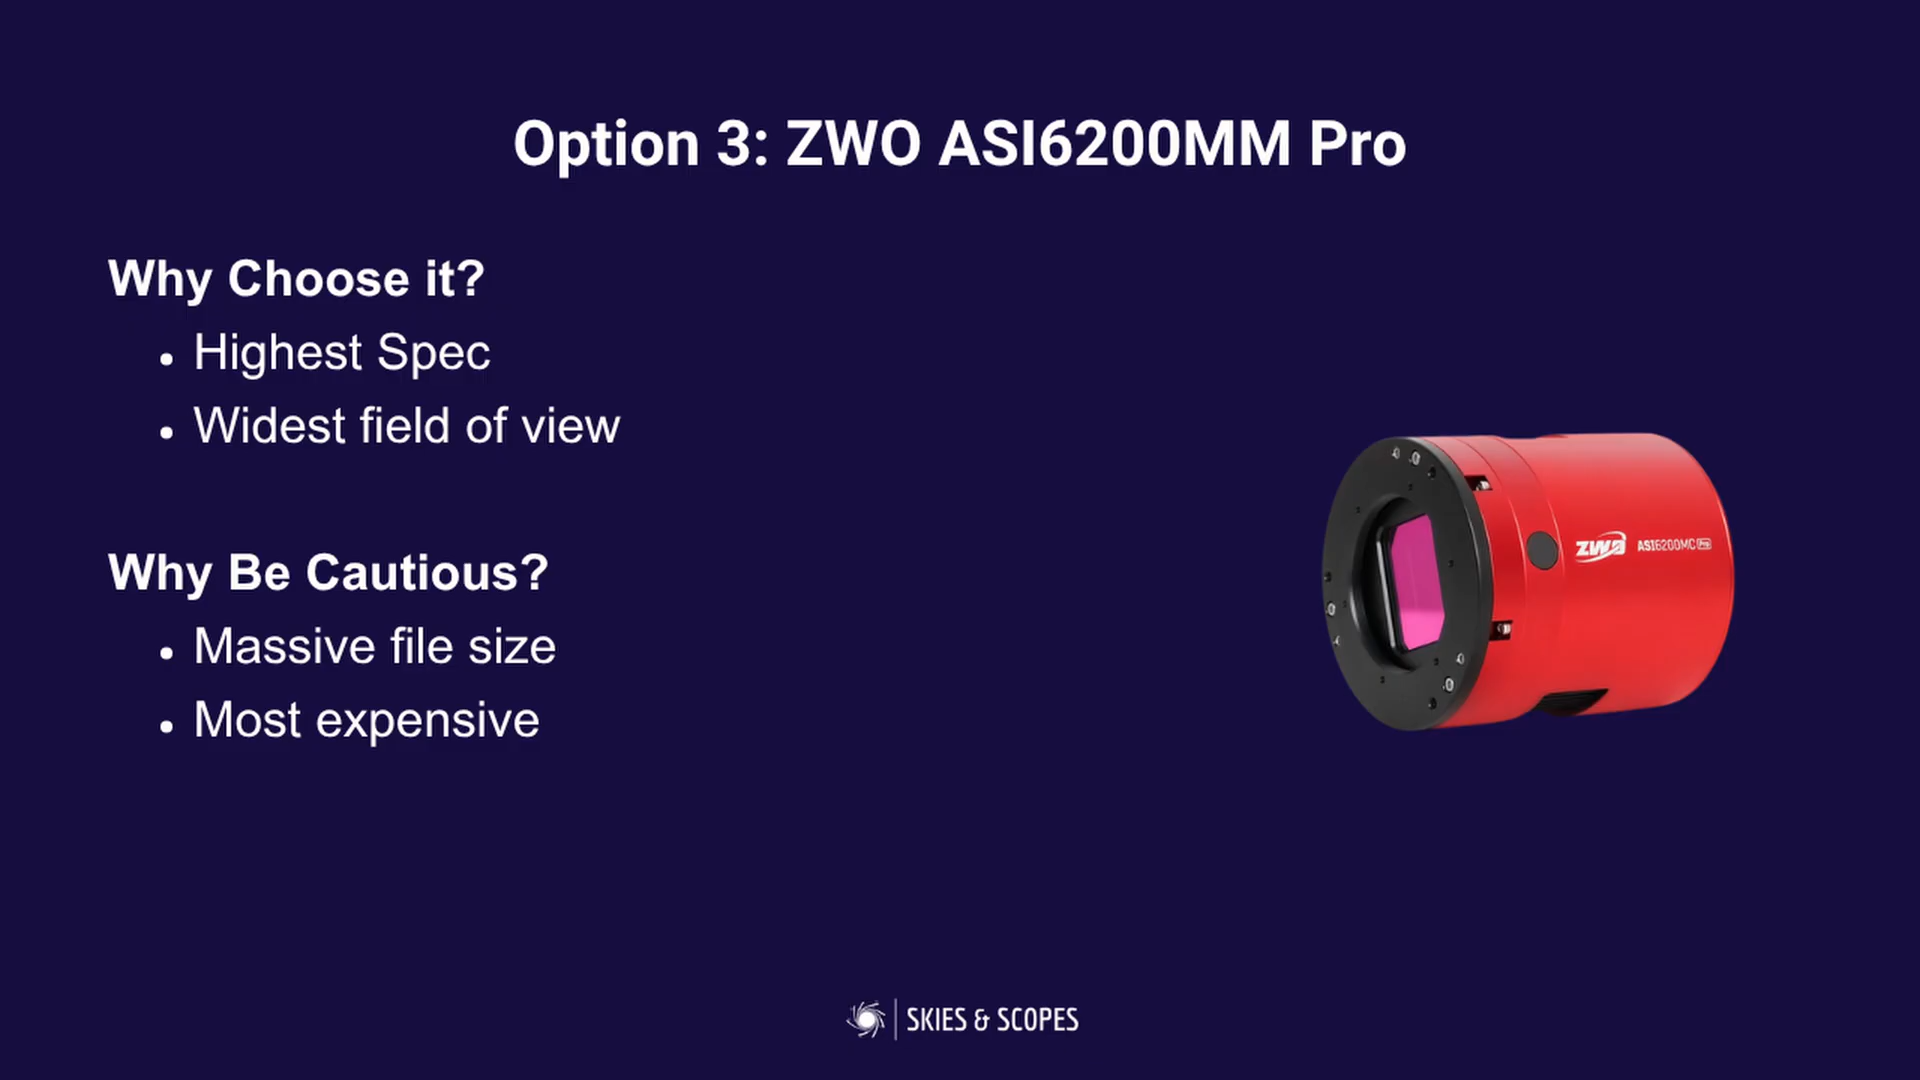 Option 3: ZWO ASI6200MM Pro
Why Choose it?
• Highest Spec
• Widest field of view
Why Be Cautious?
• Massive file size
• Most expensive
ZWO ASI6200MC Pro
SKIES & SCOPES